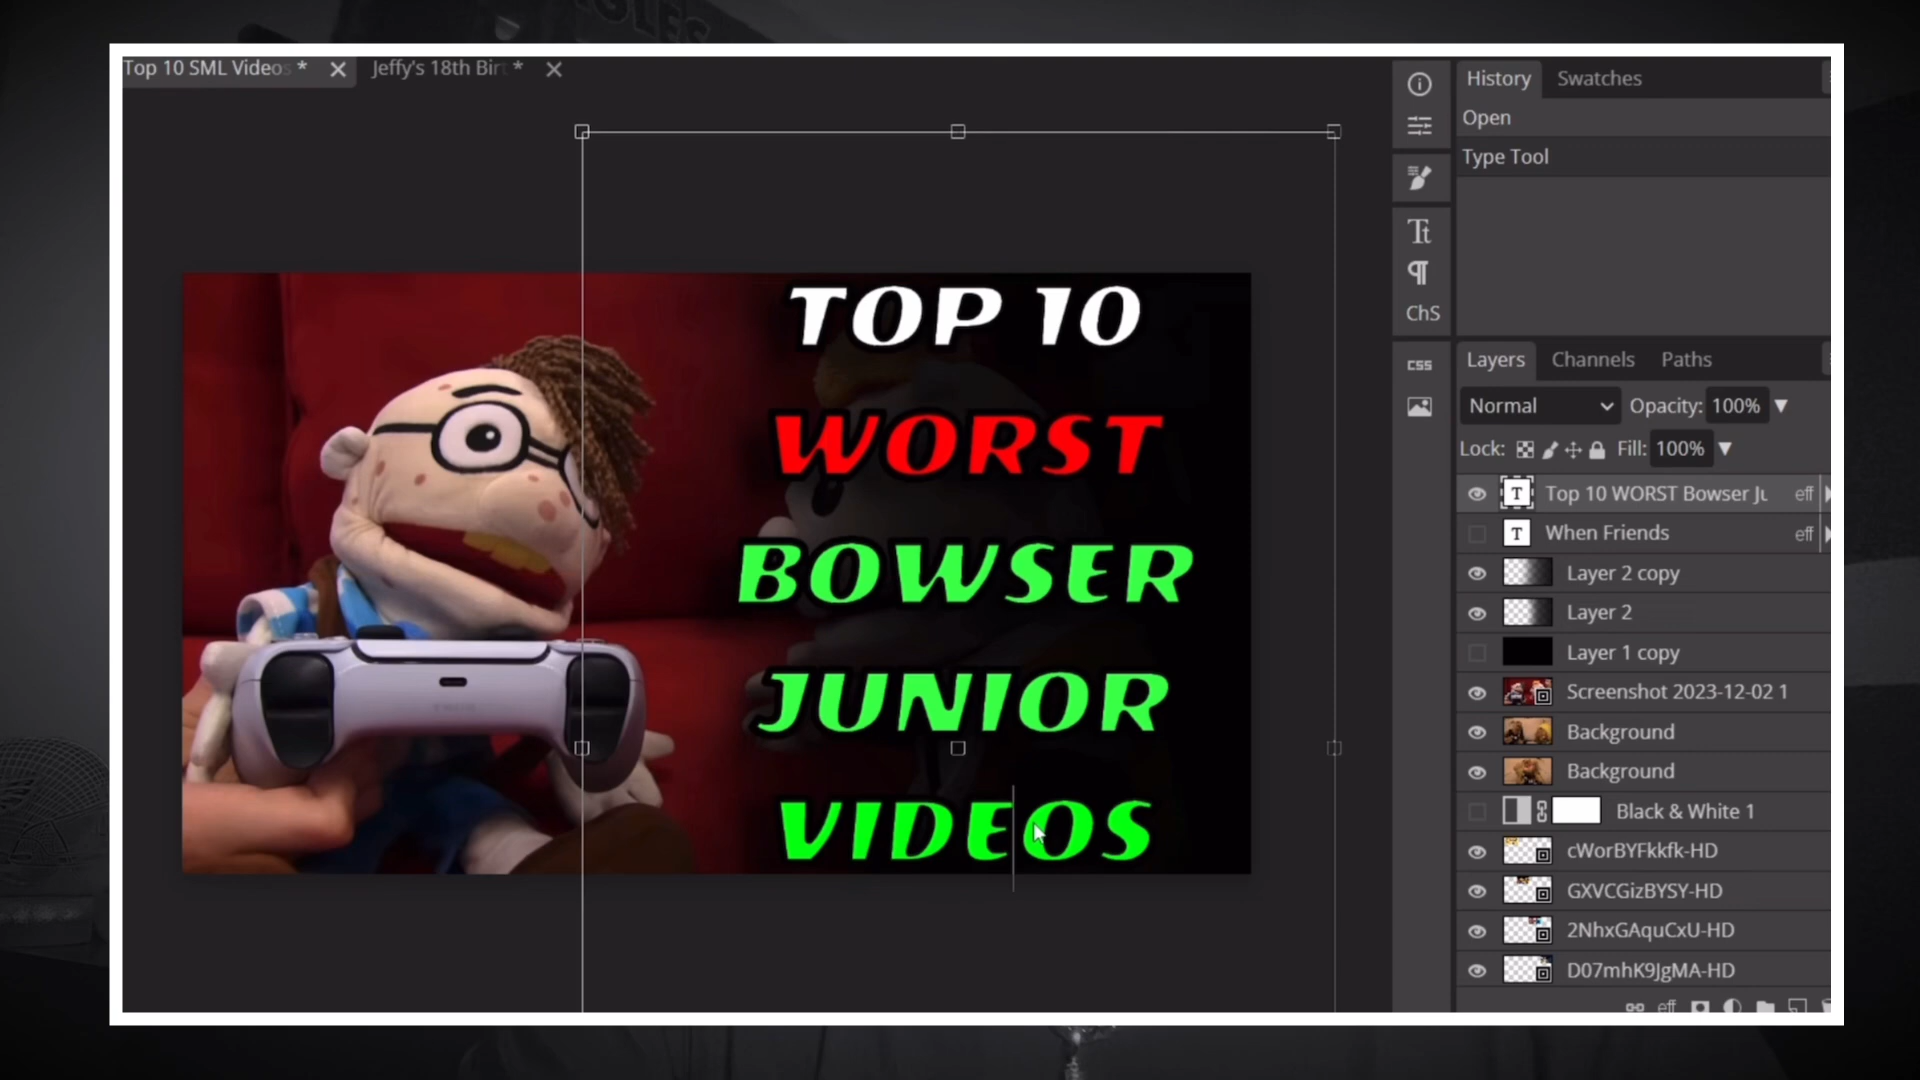 Top 10 SML Videos *
Jeffy's 18th Birt *
TOP 10
WORST
BOWSER
JUNIOR
VIDEOS
History Swatches
Open
Type Tool
ChS
CSS
Layers Channels Paths
Normal Opacity: 100%
Lock: Fill: 100%
Top 10 WORST Bowser Ju eff
When Friends eff
Layer 2 copy
Layer 2
Layer 1 copy
Screenshot 2023-12-02 1
Background
Background
Black & White 1
cWorBYFkkfk-HD
GXVCGizBYSY-HD
2NhxGAquCxU-HD
D07mhK9JgMA-HD
eff